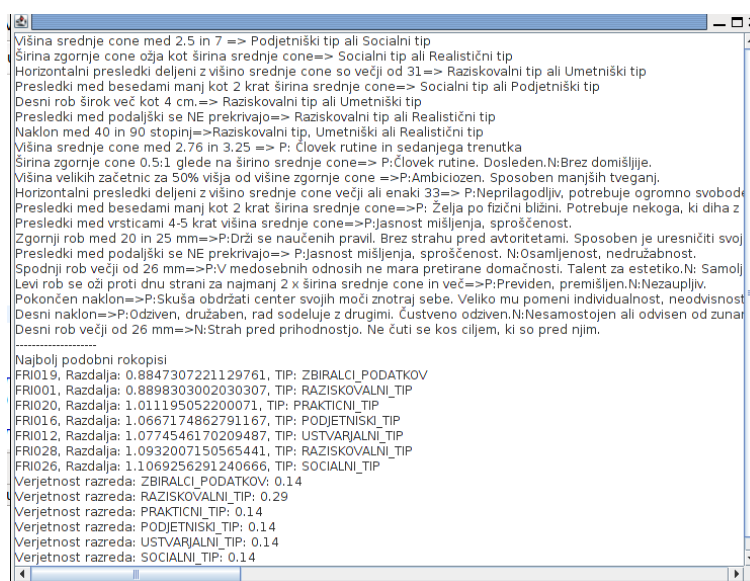 Višina srednje cone med 2.5 in 7 => Podjetniški tip ali Socialni tip
Širina zgornje cone ožja kot širina srednje cone=> Socialni tip ali Realistični tip
Horizontalni presledki deljeni z višino srednje cone so večji od 31=> Raziskovalni tip ali Umetniški tip
Presledki med besedami manj kot 2 krat širina srednje cone=> Socialni tip ali Podjetniški tip
Desni rob širok več kot 4 cm.=> Raziskovalni tip ali Umetniški tip
Presledki med podaljški se NE prekrivajo=> Raziskovalni tip ali Realistični tip
Naklon med 40 in 90 stopinj=>Raziskovalni tip, Umetniški ali Realistični tip
Višina srednje cone med 2.76 in 3.25 => P: Človek rutine in sedanjega trenutka
Širina zgornje cone 0.5:1 glede na širino srednje cone=> P:Človek rutine. Dosleden.N:Brez domišljije.
Višina velikih začetnic za 50% višja od višine zgornje cone =>P:Ambiciozen. Sposoben manjših tveganj.
Horizontalni presledki deljeni z višino srednje cone večji ali enaki 33=> P:Neprilagodljiv, potrebuje ogromno svobode
Presledki med besedami manj kot 2 krat širina srednje cone=>P: Želja po fizični bližini. Potrebuje nekoga, ki diha z
Presledki med vrsticami 4-5 krat višina srednje cone=>P:Jasnost mišljenja, sproščenost.
Zgornji rob med 20 in 25 mm=>P:Drži se naučenih pravil. Brez strahu pred avtoritetami. Sposoben je uresničiti svoj
Presledki med podaljški se NE prekrivajo=> P:Jasnost mišljenja, sproščenost. N:Osamljenost, nedružabnost.
Spodnji rob večji od 26 mm=>P:V medosebnih odnosih ne mara pretirane domačnosti. Talent za estetiko.N: Samolj
Levi rob se oži proti dnu strani za najmanj 2 x širina srednje cone in več=>P:Previden, premišljen.N:Nezaupljiv.
Pokončen naklon=>P:Skuša obdržati center svojih moči znotraj sebe. Veliko mu pomeni individualnost, neodvisnost
Desni naklon=>P:Odziven, družaben, rad sodeluje z drugimi. Čustveno odziven.N:Nesamostojen ali odvisen od zunan
Desni rob večji od 26 mm=>N:Strah pred prihodnostjo. Ne čuti se kos ciljem, ki so pred njim.
--------------------
Najbolj podobni rokopisi
FRI019, Razdalja: 0.8847307221129761, TIP: ZBIRALCI_PODATKOV
FRI001, Razdalja: 0.8898303002030307, TIP: RAZISKOVALNI_TIP
FRI020, Razdalja: 1.011195052200071, TIP: PRAKTICNI_TIP
FRI016, Razdalja: 1.0667174862791167, TIP: PODJETNISKI_TIP
FRI012, Razdalja: 1.0774546170209487, TIP: USTVARJALNI_TIP
FRI028, Razdalja: 1.0932007150565441, TIP: RAZISKOVALNI_TIP
FRI026, Razdalja: 1.1069256291240666, TIP: SOCIALNI_TIP
Verjetnost razreda: ZBIRALCI_PODATKOV: 0.14
Verjetnost razreda: RAZISKOVALNI_TIP: 0.29
Verjetnost razreda: PRAKTICNI_TIP: 0.14
Verjetnost razreda: PODJETNISKI_TIP: 0.14
Verjetnost razreda: USTVARJALNI_TIP: 0.14
Verjetnost razreda: SOCIALNI_TIP: 0.14